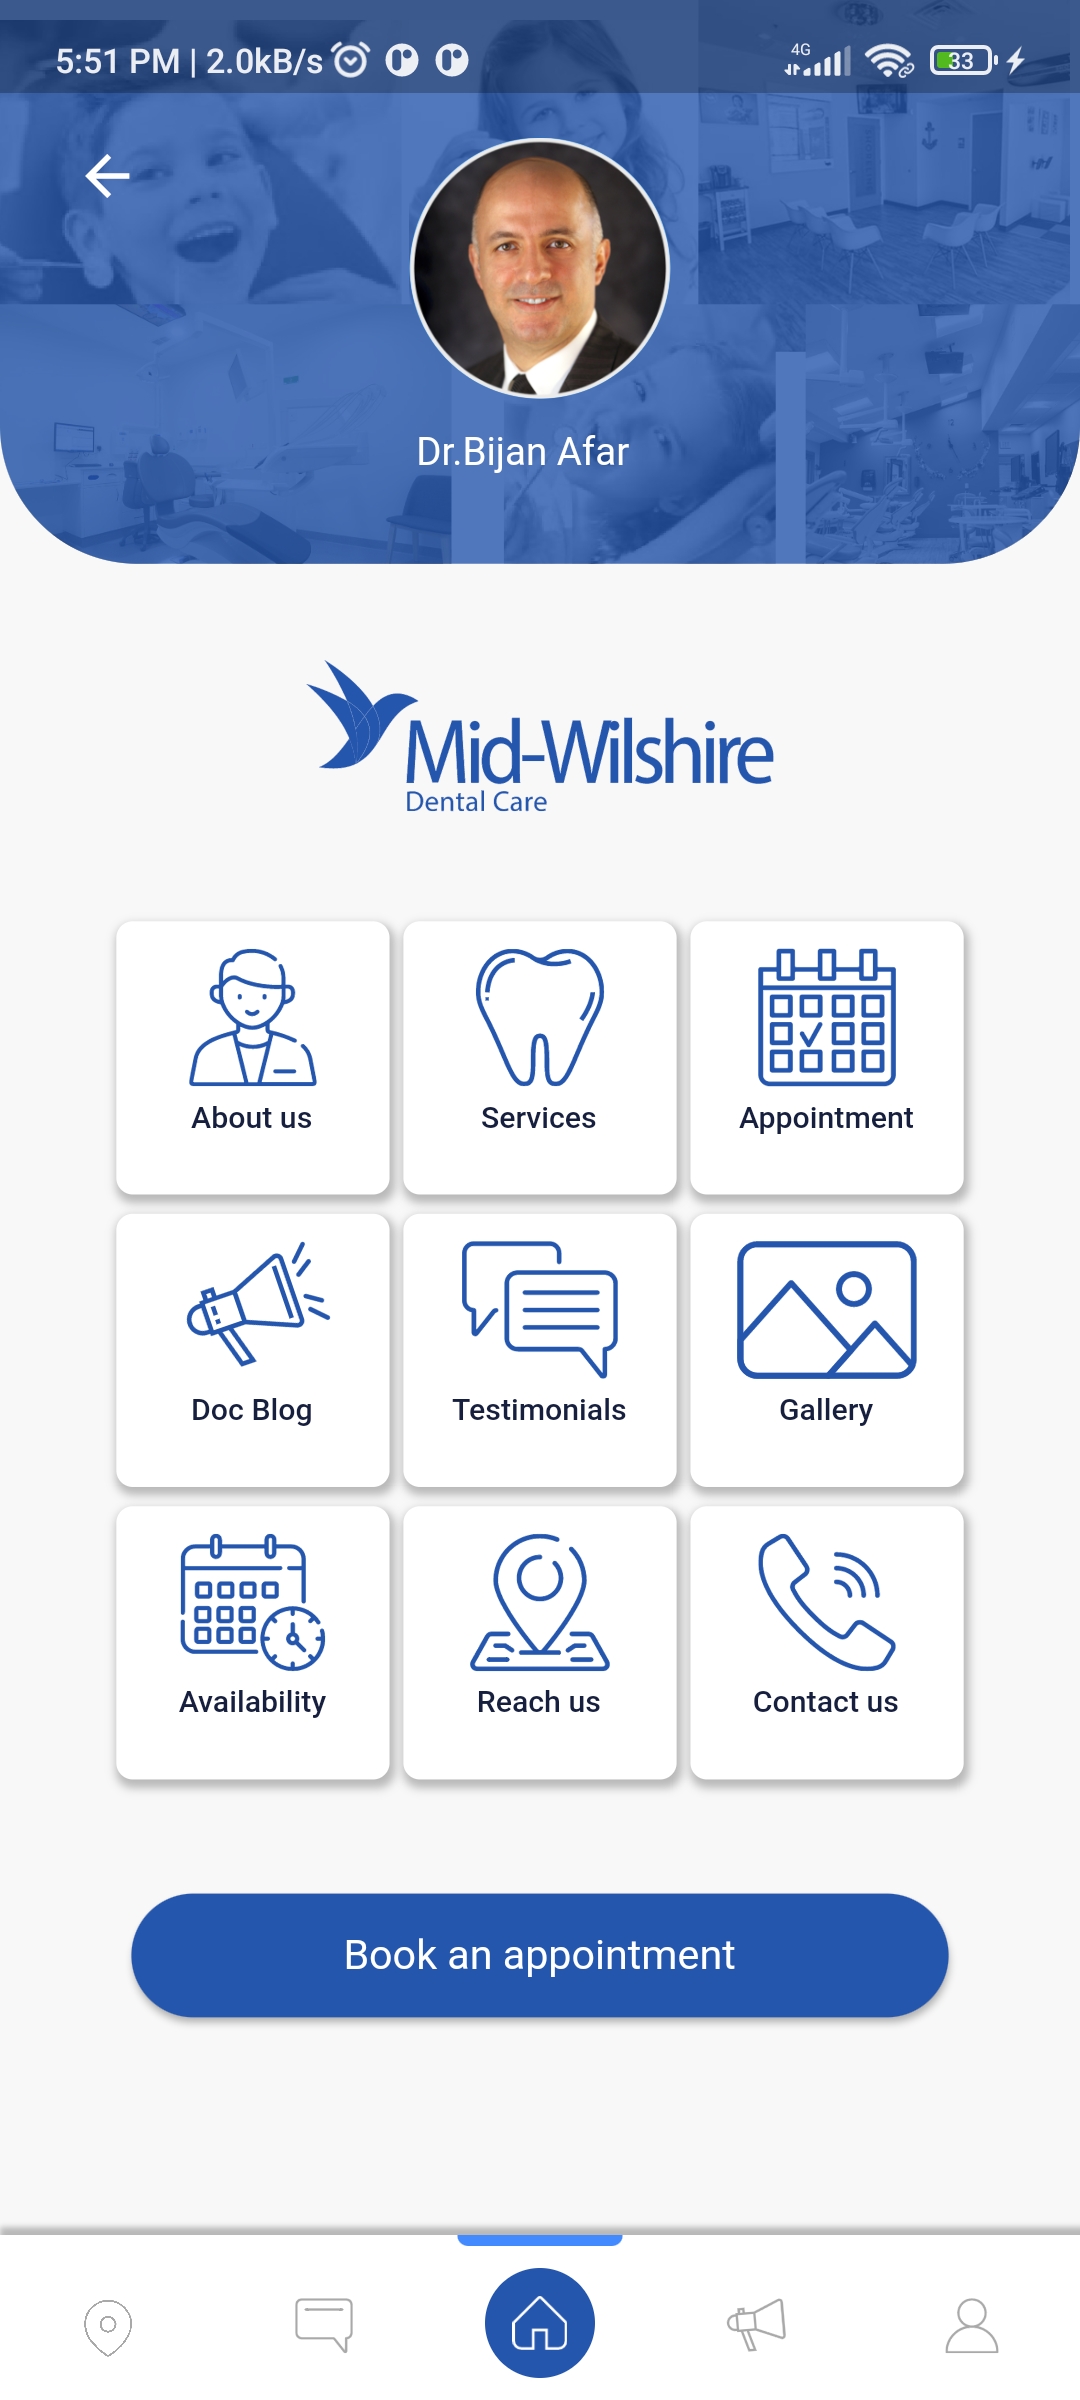 5:51 PM | 2.0kB/s
4G
33
Dr.Bijan Afar
Mid-Wilshire
Dental Care
About us
Services
Appointment
Doc Blog
Testimonials
Gallery
Availability
Reach us
Contact us
Book an appointment